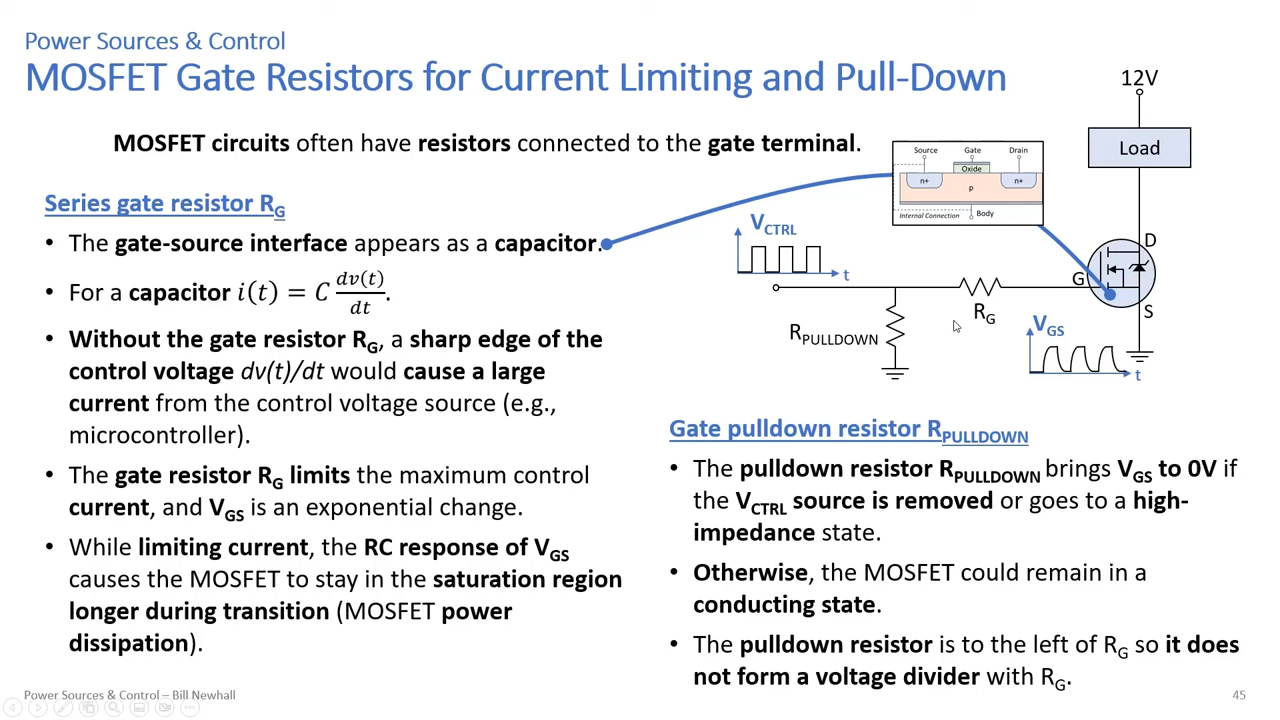 Power Sources & Control
MOSFET Gate Resistors for Current Limiting and Pull-Down
MOSFET circuits often have resistors connected to the gate terminal.
Series gate resistor RG
• The gate-source interface appears as a capacitor.
• For a capacitor i(t) = C dv(t)/dt.
• Without the gate resistor RG, a sharp edge of the
control voltage dv(t)/dt would cause a large
current from the control voltage source (e.g.,
microcontroller).
• The gate resistor RG limits the maximum control
current, and VGS is an exponential change.
• While limiting current, the RC response of VGS
causes the MOSFET to stay in the saturation region
longer during transition (MOSFET power
dissipation).
12V
Load
Source Gate Drain
Oxide
n+ n+
p
Internal Connection
Body
VCTRL
t
D
G
S
RG
RPULLDOWN
VGS
t
Gate pulldown resistor RPULLDOWN
• The pulldown resistor RPULLDOWN brings VGS to 0V if
the VCTRL source is removed or goes to a high-
impedance state.
• Otherwise, the MOSFET could remain in a
conducting state.
• The pulldown resistor is to the left of RG so it does
not form a voltage divider with RG.
Power Sources & Control – Bill Newhall
45